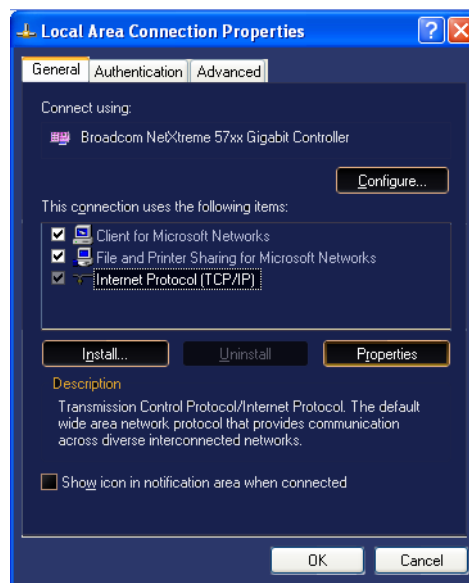 Local Area Connection Properties
General Authentication Advanced
Connect using:
Broadcom NetXtreme 57xx Gigabit Controller
Configure...
This connection uses the following items:
Client for Microsoft Networks
File and Printer Sharing for Microsoft Networks
Internet Protocol (TCP/IP)
Install... Uninstall Properties
Description
Transmission Control Protocol/Internet Protocol. The default
wide area network protocol that provides communication
across diverse interconnected networks.
Show icon in notification area when connected
OK Cancel